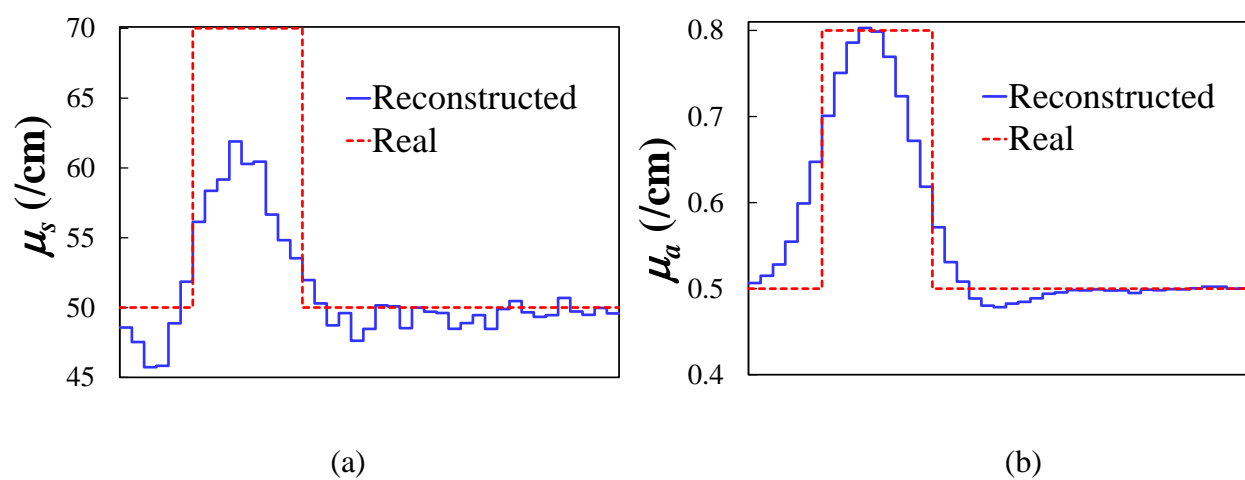 70
65
60
55
50
45
μs (/cm)
Reconstructed
Real
(a)
0.8
0.7
0.6
0.5
0.4
μa (/cm)
Reconstructed
Real
(b)